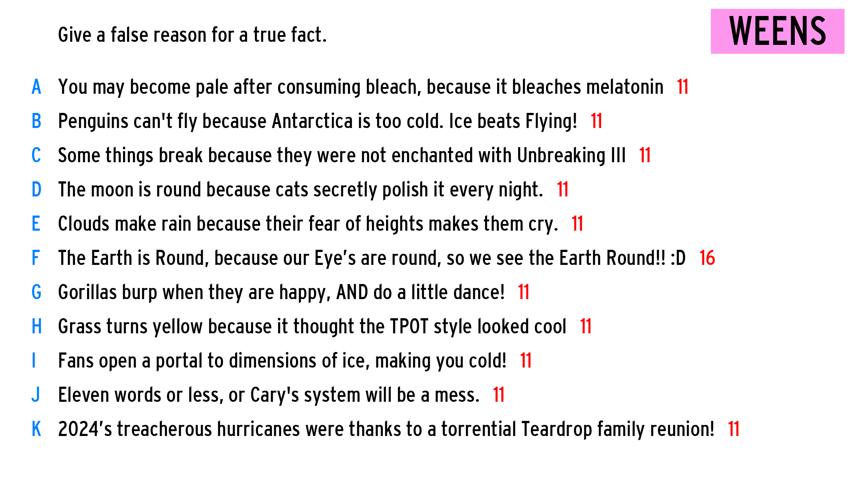 Give a false reason for a true fact.
WEENS
A You may become pale after consuming bleach, because it bleaches melatonin 11
B Penguins can't fly because Antarctica is too cold. Ice beats Flying! 11
C Some things break because they were not enchanted with Unbreaking III 11
D The moon is round because cats secretly polish it every night. 11
E Clouds make rain because their fear of heights makes them cry. 11
F The Earth is Round, because our Eye’s are round, so we see the Earth Round!! :D 16
G Gorillas burp when they are happy, AND do a little dance! 11
H Grass turns yellow because it thought the TPOT style looked cool 11
I Fans open a portal to dimensions of ice, making you cold! 11
J Eleven words or less, or Cary's system will be a mess. 11
K 2024’s treacherous hurricanes were thanks to a torrential Teardrop family reunion! 11